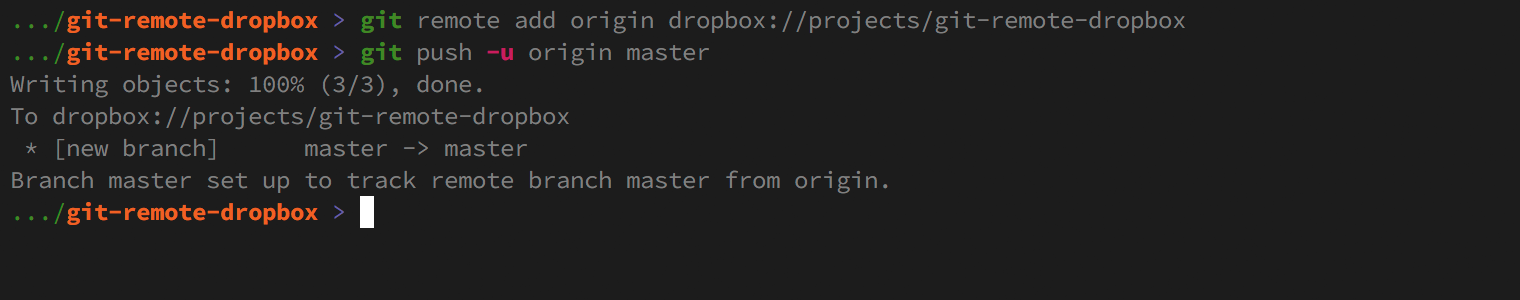 .../git-remote-dropbox > git remote add origin dropbox://projects/git-remote-dropbox
.../git-remote-dropbox > git push -u origin master
Writing objects: 100% (3/3), done.
To dropbox://projects/git-remote-dropbox
 * [new branch]      master -> master
Branch master set up to track remote branch master from origin.
.../git-remote-dropbox >